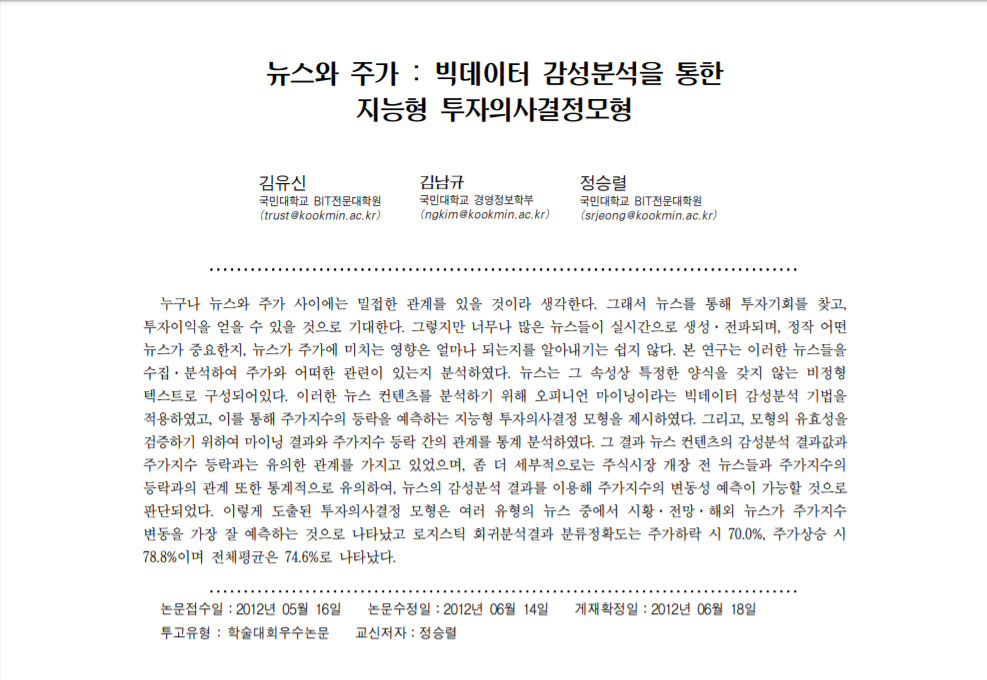 뉴스와 주가 : 빅데이터 감성분석을 통한
지능형 투자의사결정모형
김유신
국민대학교 BIT전문대학원
(trust@kookmin.ac.kr)
김남규
국민대학교 경영정보학부
(ngkim@kookmin.ac.kr)
정승렬
국민대학교 BIT전문대학원
(srjeong@kookmin.ac.kr)
누구나 뉴스와 주가 사이에는 밀접한 관계를 있을 것이라 생각한다. 그래서 뉴스를 통해 투자기회를 찾고,
투자이익을 얻을 수 있을 것으로 기대한다. 그렇지만 너무나 많은 뉴스들이 실시간으로 생성·전파되며, 정작 어떤
뉴스가 중요한지, 뉴스가 주가에 미치는 영향은 얼마나 되는지를 알아내기는 쉽지 않다. 본 연구는 이러한 뉴스들을
수집·분석하여 주가와 어떠한 관련이 있는지 분석하였다. 뉴스는 그 속성상 특정한 양식을 갖지 않는 비정형
텍스트로 구성되어있다. 이러한 뉴스 컨텐츠를 분석하기 위해 오피니언 마이닝이라는 빅데이터 감성분석 기법을
적용하였고, 이를 통해 주가지수의 등락을 예측하는 지능형 투자의사결정 모형을 제시하였다. 그리고, 모형의 유효성을
검증하기 위하여 마이닝 결과와 주가지수 등락 간의 관계를 통계 분석하였다. 그 결과 뉴스 컨텐츠의 감성분석 결과값과
주가지수 등락과는 유의한 관계를 가지고 있었으며, 좀 더 세부적으로는 주식시장 개장 전 뉴스들과 주가지수의
등락과의 관계 또한 통계적으로 유의하여, 뉴스의 감성분석 결과를 이용해 주가지수의 변동성 예측이 가능할 것으로
판단되었다. 이렇게 도출된 투자의사결정 모형은 여러 유형의 뉴스 중에서 시황·전망·해외 뉴스가 주가지수
변동을 가장 잘 예측하는 것으로 나타났고 로지스틱 회귀분석결과 분류정확도는 주가하락 시 70.0%, 주가상승 시
78.8%이며 전체평균은 74.6%로 나타났다.
논문접수일 : 2012년 05월 16일 논문수정일 : 2012년 06월 14일 게재확정일 : 2012년 06월 18일
투고유형 : 학술대회우수논문 교신저자 : 정승렬